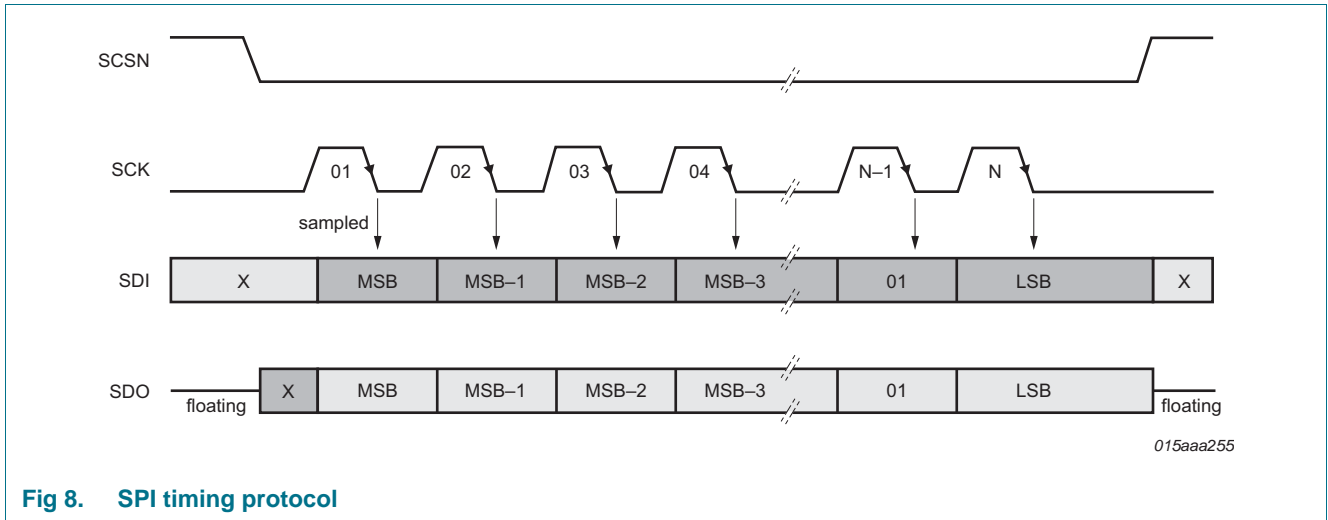 SCSN
SCK
01 02 03 04 N–1 N
sampled
SDI
X MSB MSB–1 MSB–2 MSB–3 01 LSB X
SDO
floating
X MSB MSB–1 MSB–2 MSB–3 01 LSB
floating
015aaa255
Fig 8. SPI timing protocol